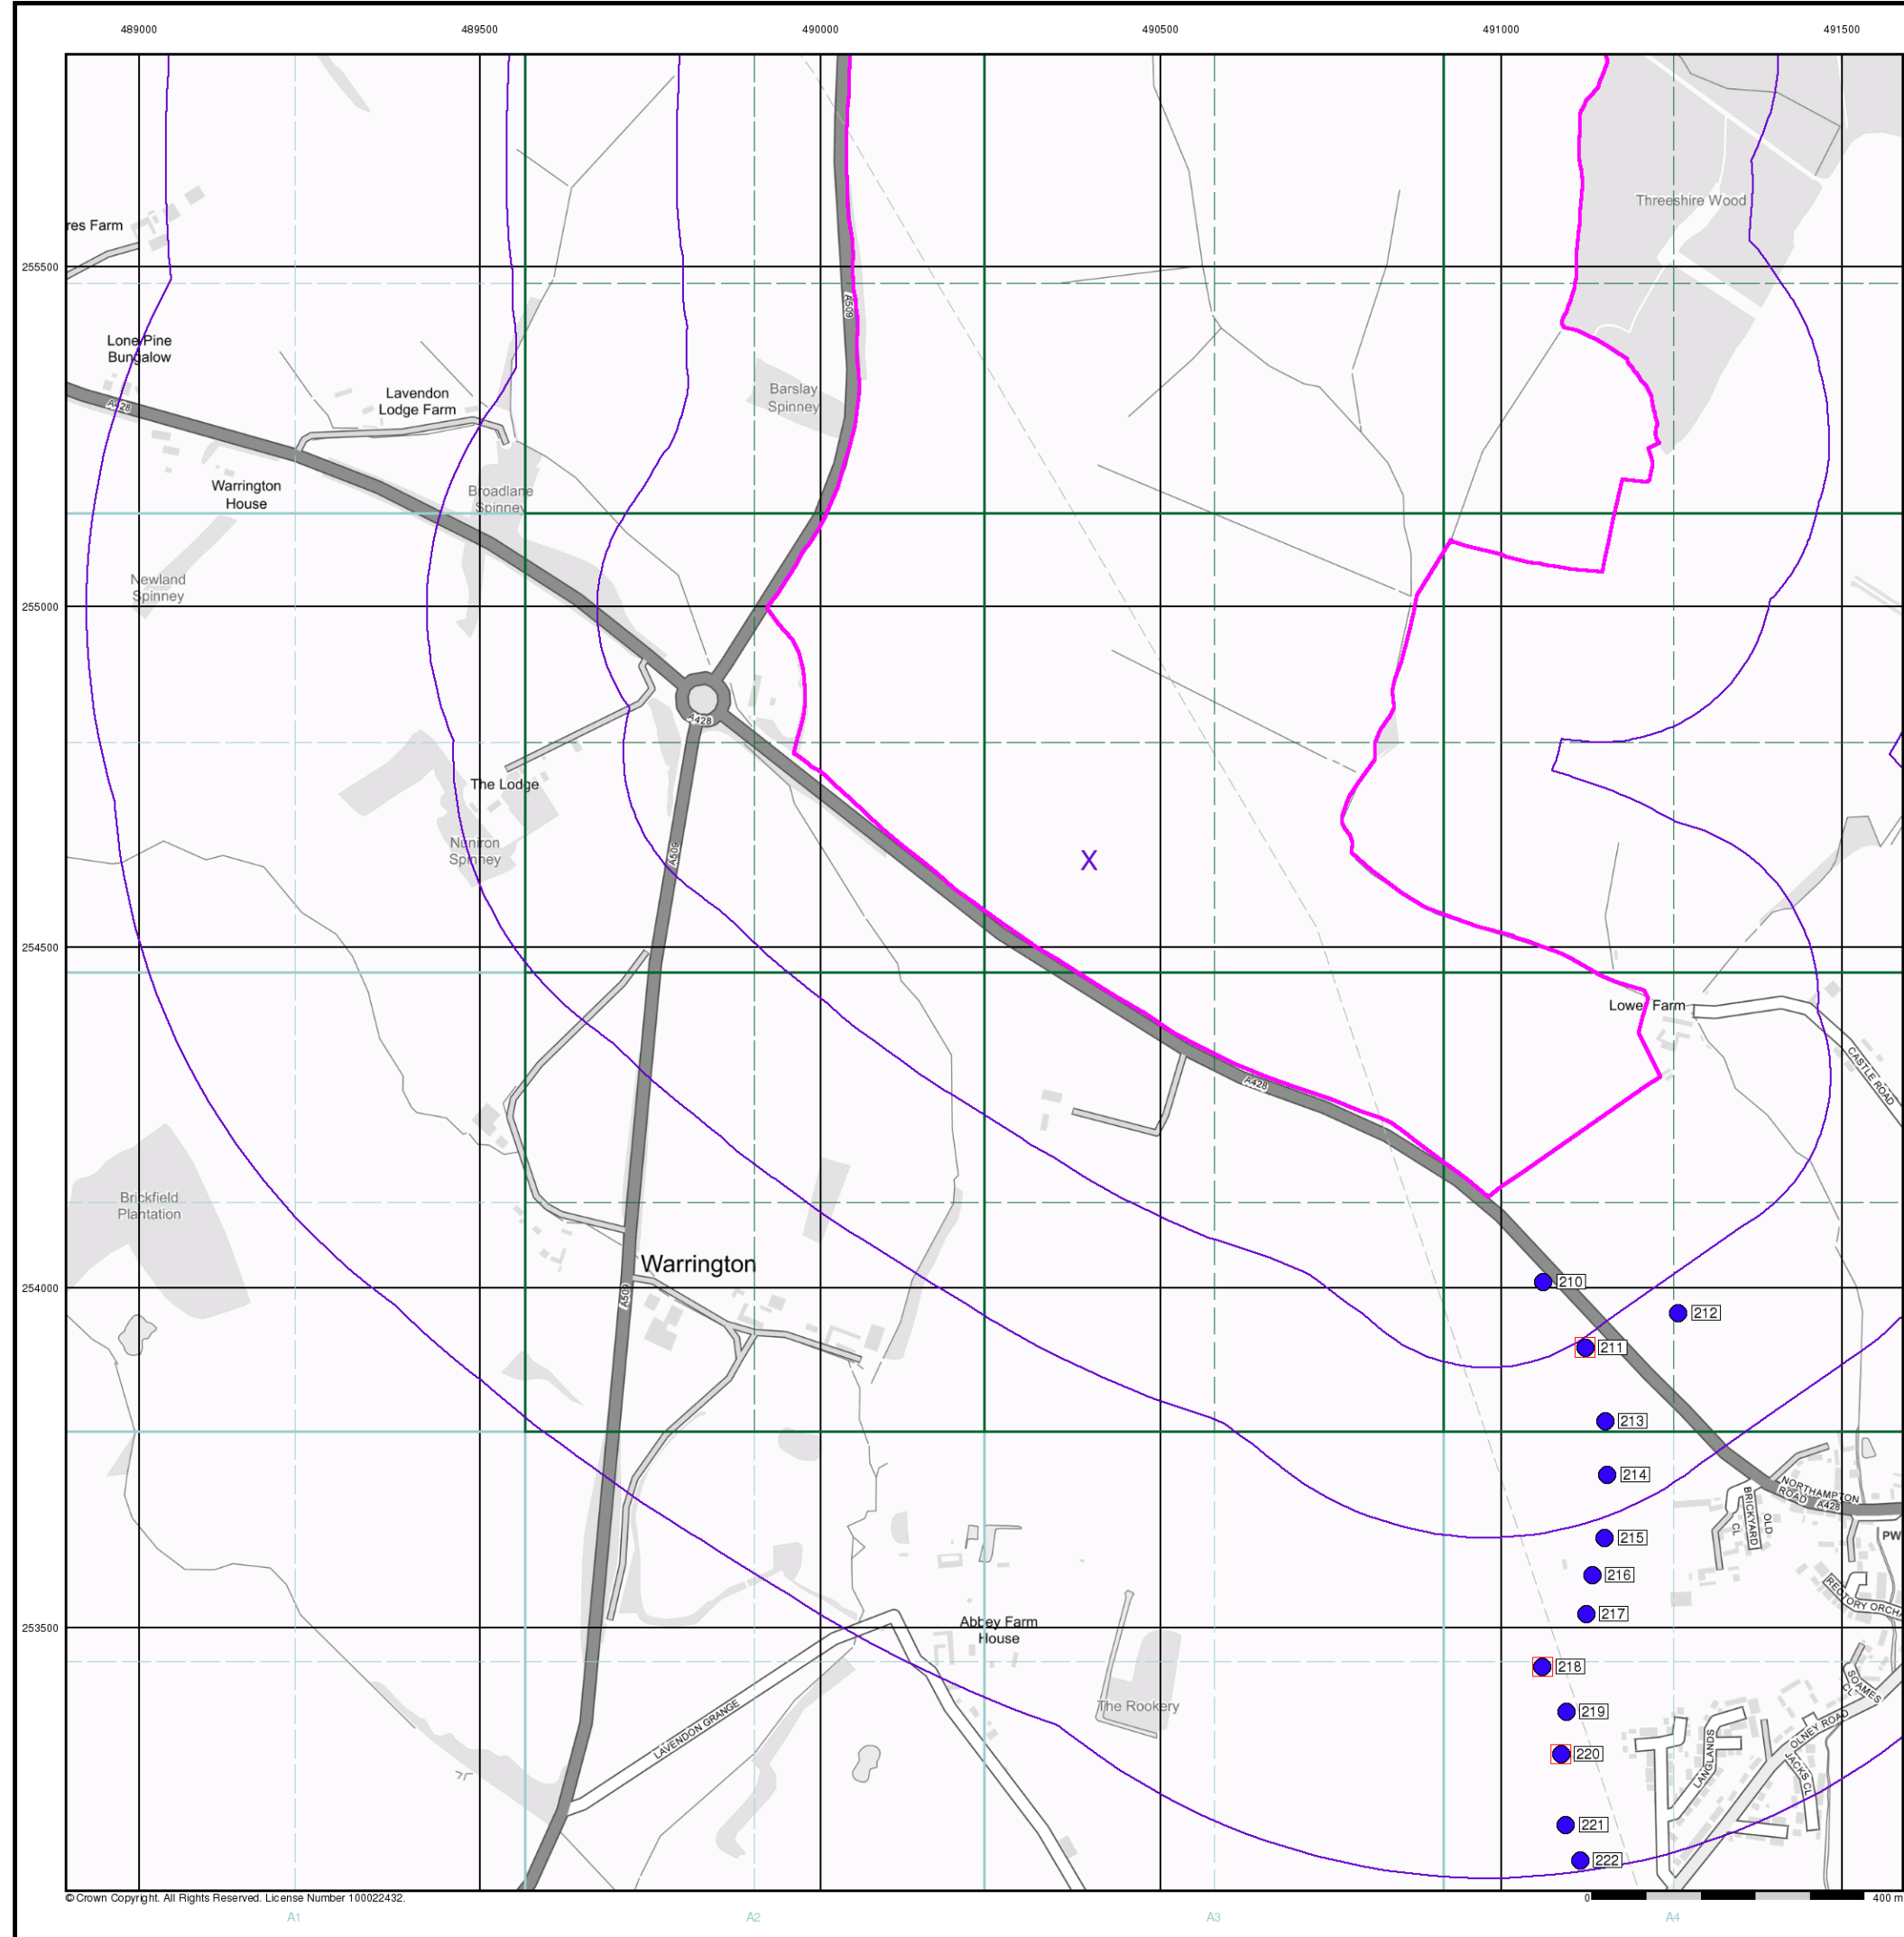 489000 489500 490000 490500 491000 491500
Threeshire Wood
res Farm
255500
A509
Lone Pine
Bungalow
A428
Lavendon
Lodge Farm
Barslay
Spinney
Warrington
House
Broadlane
Spinney
Newland
Spinney
255000
A428
The Lodge
Nuniron
Spinney
A509
X
254500
Lower Farm
CASTLE ROAD
A428
Brickfield
Plantation
Warrington
A509
254000
210
212
211
213
214
NORTHAMPTON
ROAD A428
OLD
BRICKYARD
CL
215
PW
216
RECTORY ORCHA
217
253500
Abbey Farm
House
218
SOAMES
CL
The Rookery
219
LAVENDON GRANGE
OLNEY ROAD
LANGLANDS
220
JACKS CL
221
222
© Crown Copyright. All Rights Reserved. License Number 100022432.
0 400 m
A1 A2 A3 A4